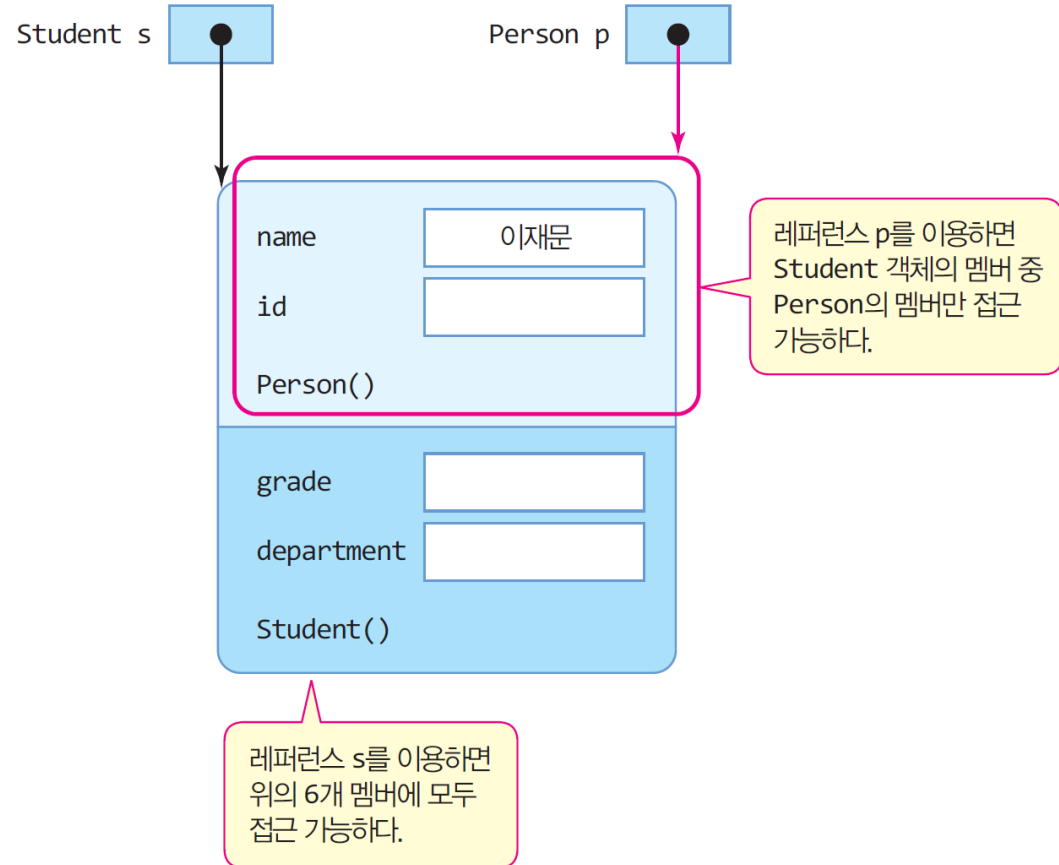 Student s
Person p
name
이재문
id
Person()
레퍼런스 p를 이용하면
Student 객체의 멤버 중
Person의 멤버만 접근
가능하다.
grade
department
Student()
레퍼런스 s를 이용하면
위의 6개 멤버에 모두
접근 가능하다.